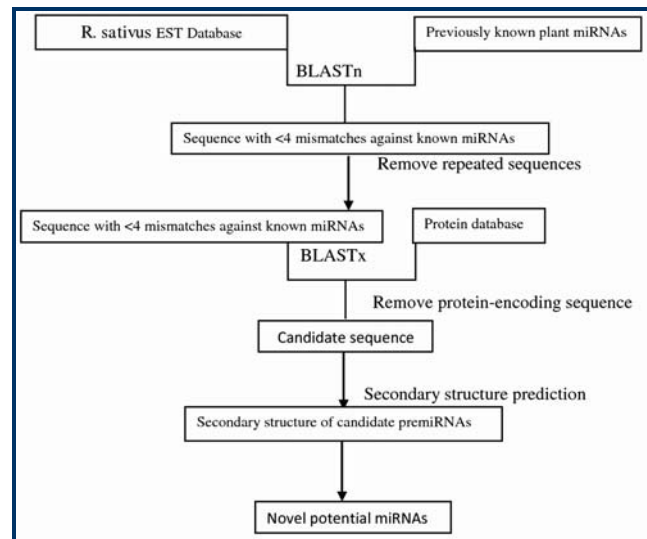 R. sativus EST Database
Previously known plant miRNAs
BLASTn
Sequence with <4 mismatches against known miRNAs
Remove repeated sequences
Sequence with <4 mismatches against known miRNAs
Protein database
BLASTx
Remove protein-encoding sequence
Candidate sequence
Secondary structure prediction
Secondary structure of candidate premiRNAs
Novel potential miRNAs